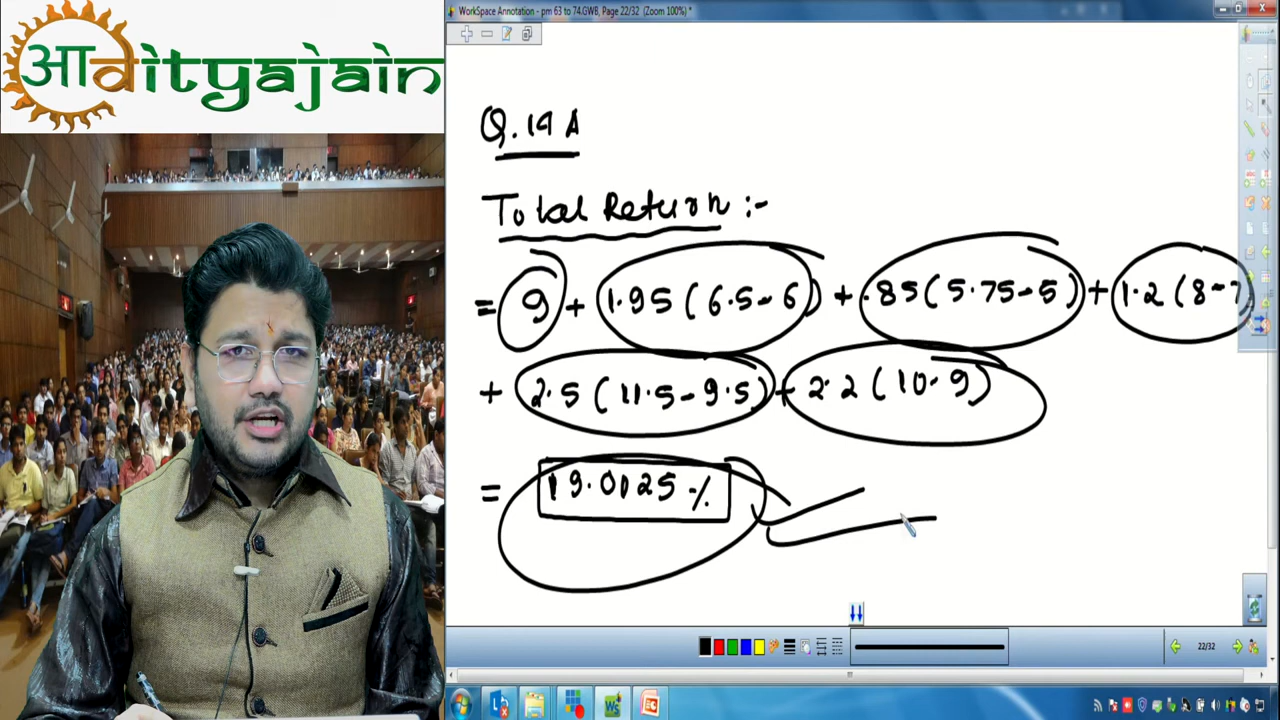 WorkSpace Annotation - pm 63 to 74.GWB, Page 22/32 (Zoom 100%) *
आdityajain
Q. 19 A
Total Return :-
= 9 + 1.95 ( 6.5 - 6 ) + .85 ( 5.75 - 5 ) + 1.2 ( 8 - 7
+ 2.5 ( 11.5 - 9.5 ) + 2.2 ( 10 - 9 )
= 19.0125 %
22/32